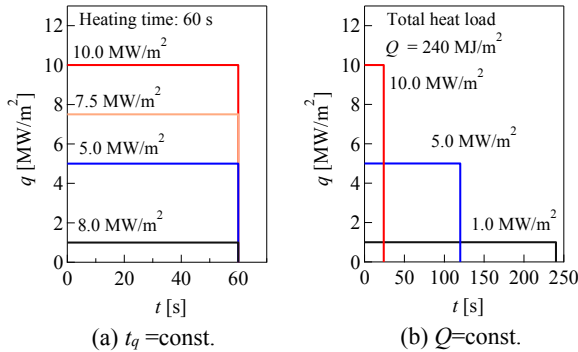 Heating time: 60 s
10.0 MW/m²
7.5 MW/m²
5.0 MW/m²
8.0 MW/m²
12
10
8
6
4
2
0
q [MW/m²]
0 20 40 60
t [s]
(a) t_q =const.
Total heat load
Q = 240 MJ/m²
10.0 MW/m²
5.0 MW/m²
1.0 MW/m²
12
10
8
6
4
2
0
q [MW/m²]
0 50 100 150 200 250
t [s]
(b) Q=const.